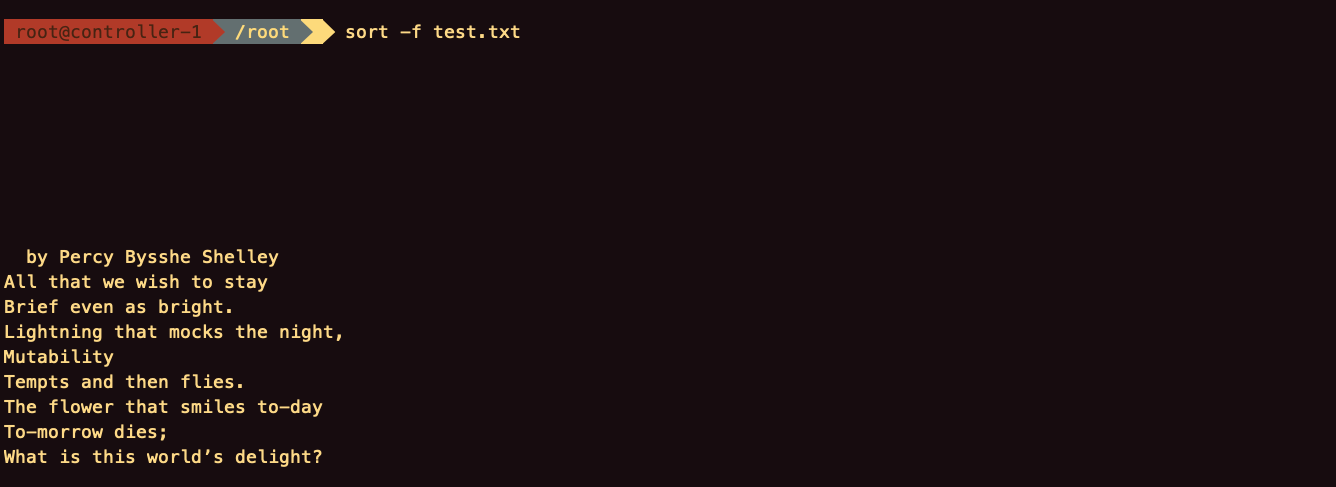 root@controller-1 /root sort -f test.txt
by Percy Bysshe Shelley
All that we wish to stay
Brief even as bright.
Lightning that mocks the night,
Mutability
Tempts and then flies.
The flower that smiles to-day
To-morrow dies;
What is this world’s delight?